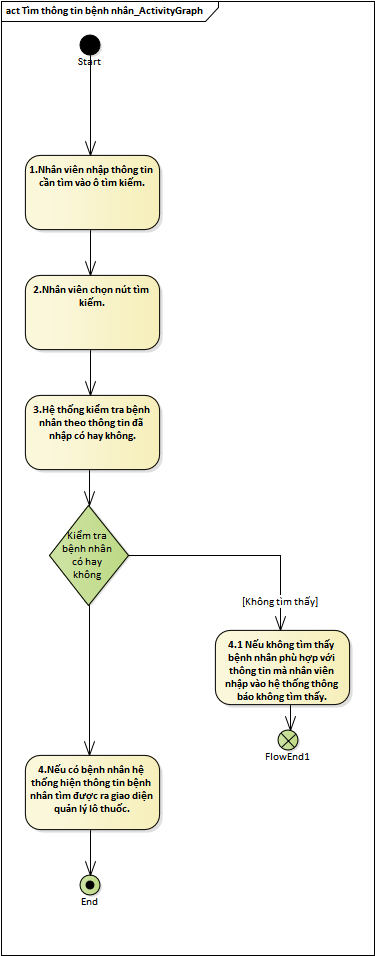 act Tìm thông tin bệnh nhân_ActivityGraph
Start
1.Nhân viên nhập thông tin
cần tìm vào ô tìm kiếm.
2.Nhân viên chọn nút tìm
kiếm.
3.Hệ thống kiểm tra bệnh
nhân theo thông tin đã
nhập có hay không.
Kiểm tra
bệnh nhân
có hay
không
[Không tìm thấy]
4.1 Nếu không tìm thấy
bệnh nhân phù hợp với
thông tin mà nhân viên
nhập vào hệ thống thông
báo không tìm thấy.
FlowEnd1
4.Nếu có bệnh nhân hệ
thống hiện thông tin bệnh
nhân tìm được ra giao diện
quản lý lô thuốc.
End